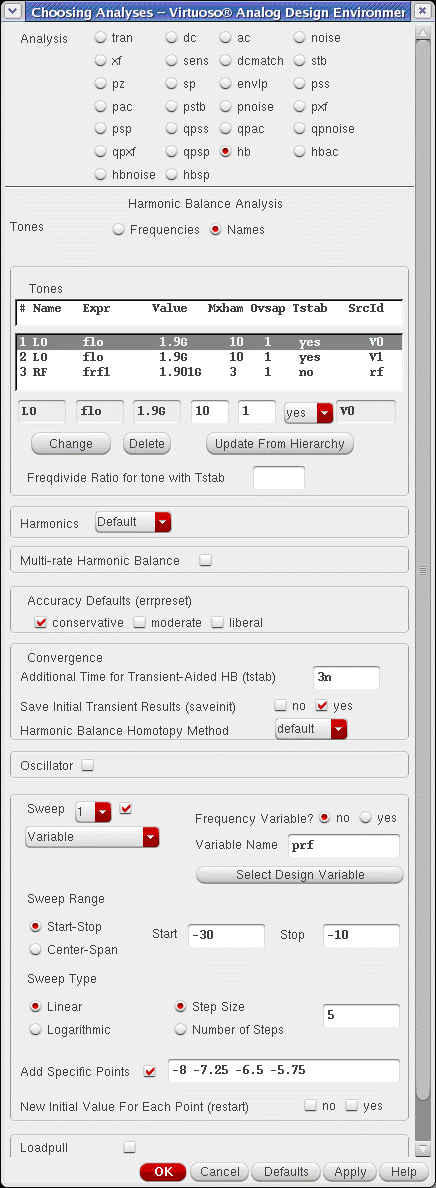 Choosing Analyses -- Virtuoso® Analog Design Environmen
Analysis tran dc ac noise
xf sens dcmatch stb
pz sp envlp pss
pac pstb pnoise pxf
psp qpss qpac qpnoise
qpxf qpsp hb hbac
hbnoise hbsp
Harmonic Balance Analysis
Tones Frequencies Names
Tones
# Name Expr Value Mxham Ovsap Tstab SrcId
1 LO flo 1.9G 10 1 yes V0
2 LO flo 1.9G 10 1 yes V1
3 RF frf1 1.901G 3 1 no rf
LO flo 1.9G 10 1 yes V0
Change Delete Update From Hierarchy
Freqdivide Ratio for tone with Tstab
Harmonics Default
Multi-rate Harmonic Balance
Accuracy Defaults (errpreset)
conservative moderate liberal
Convergence
Additional Time for Transient-Aided HB (tstab) 3n
Save Initial Transient Results (saveinit) no yes
Harmonic Balance Homotopy Method default
Oscillator
Sweep 1 Frequency Variable? no yes
Variable Variable Name prf
Select Design Variable
Sweep Range
Start-Stop Start -30 Stop -10
Center-Span
Sweep Type
Linear Step Size 5
Logarithmic Number of Steps
Add Specific Points -8 -7.25 -6.5 -5.75
New Initial Value For Each Point (restart) no yes
Loadpull
OK Cancel Defaults Apply Help